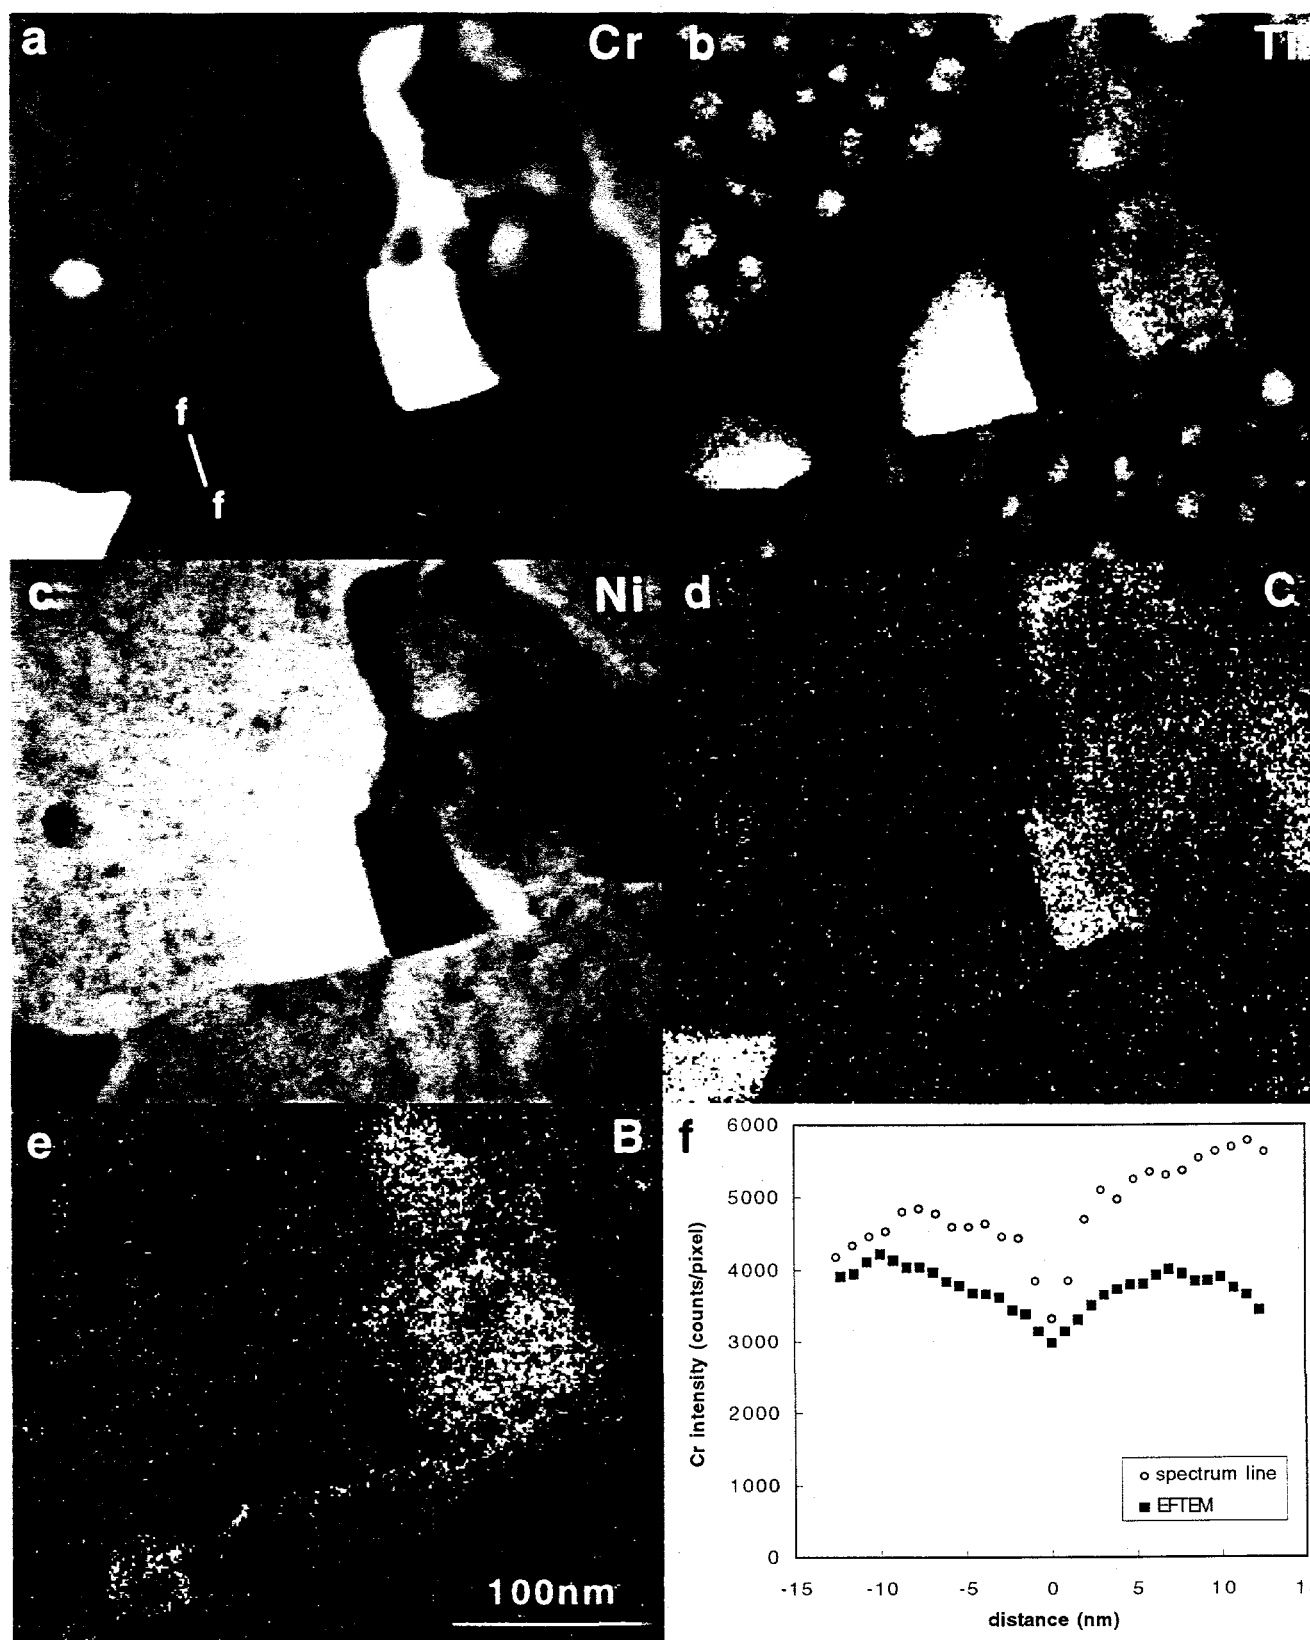 a Cr
b Ti
f
f
c Ni
d C
e B
100nm
f
6000
5000
4000
3000
2000
1000
0
Cr intensity (counts/pixel)
spectrum line
EFTEM
-15 -10 -5 0 5 10
distance (nm)